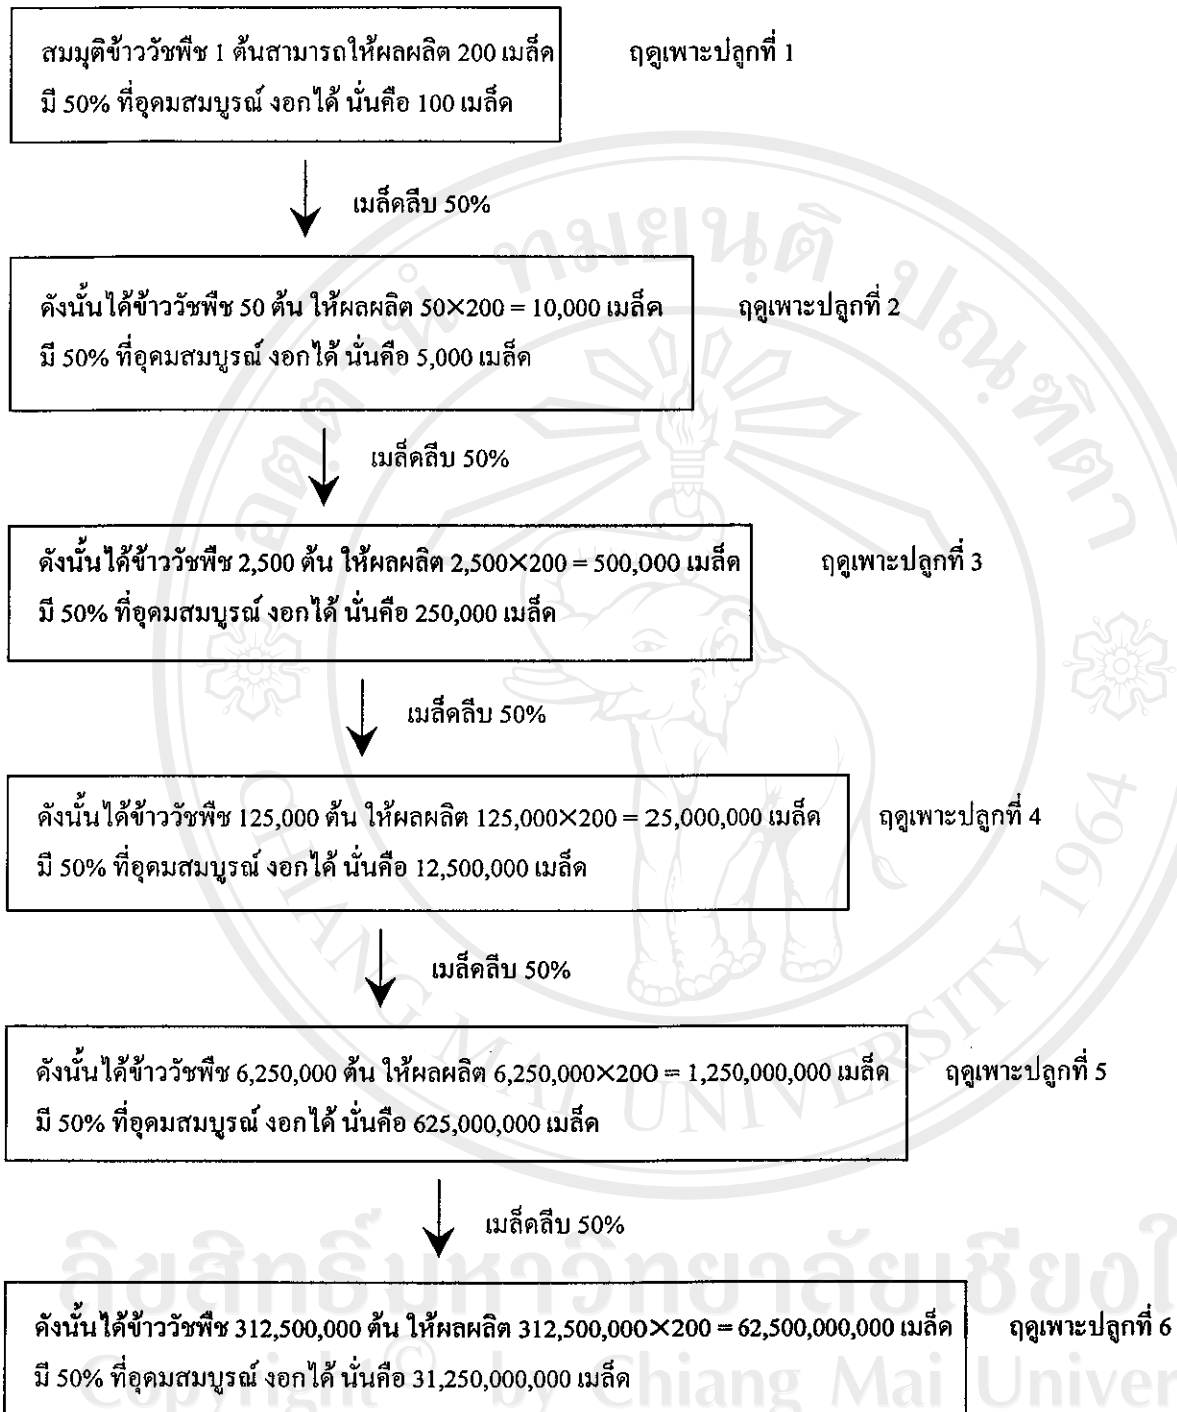 สมมุติข้าววัชพืช 1 ต้นสามารถให้ผลผลิต 200 เมล็ด
มี 50% ที่อุดมสมบูรณ์ งอกได้ นั่นคือ 100 เมล็ด
ฤดูเพาะปลูกที่ 1
เมล็ดลีบ 50%
ดังนั้นได้ข้าววัชพืช 50 ต้น ให้ผลผลิต 50×200 = 10,000 เมล็ด
มี 50% ที่อุดมสมบูรณ์ งอกได้ นั่นคือ 5,000 เมล็ด
ฤดูเพาะปลูกที่ 2
เมล็ดลีบ 50%
ดังนั้นได้ข้าววัชพืช 2,500 ต้น ให้ผลผลิต 2,500×200 = 500,000 เมล็ด
มี 50% ที่อุดมสมบูรณ์ งอกได้ นั่นคือ 250,000 เมล็ด
ฤดูเพาะปลูกที่ 3
เมล็ดลีบ 50%
ดังนั้นได้ข้าววัชพืช 125,000 ต้น ให้ผลผลิต 125,000×200 = 25,000,000 เมล็ด
มี 50% ที่อุดมสมบูรณ์ งอกได้ นั่นคือ 12,500,000 เมล็ด
ฤดูเพาะปลูกที่ 4
เมล็ดลีบ 50%
ดังนั้นได้ข้าววัชพืช 6,250,000 ต้น ให้ผลผลิต 6,250,000×200 = 1,250,000,000 เมล็ด
มี 50% ที่อุดมสมบูรณ์ งอกได้ นั่นคือ 625,000,000 เมล็ด
ฤดูเพาะปลูกที่ 5
เมล็ดลีบ 50%
ดังนั้นได้ข้าววัชพืช 312,500,000 ต้น ให้ผลผลิต 312,500,000×200 = 62,500,000,000 เมล็ด
มี 50% ที่อุดมสมบูรณ์ งอกได้ นั่นคือ 31,250,000,000 เมล็ด
ฤดูเพาะปลูกที่ 6
อตฺตานํ ทมยนฺติ ปณฺฑิตา
CHIANG MAI UNIVERSITY 1964
ลิขสิทธิ์มหาวิทยาลัยเชียงใ
Copyright© by Chiang Mai Univer